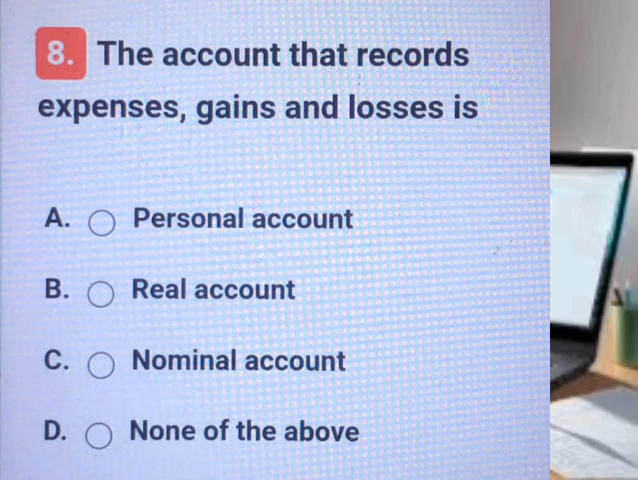 8. The account that records
expenses, gains and losses is
A. Personal account
B. Real account
C. Nominal account
D. None of the above